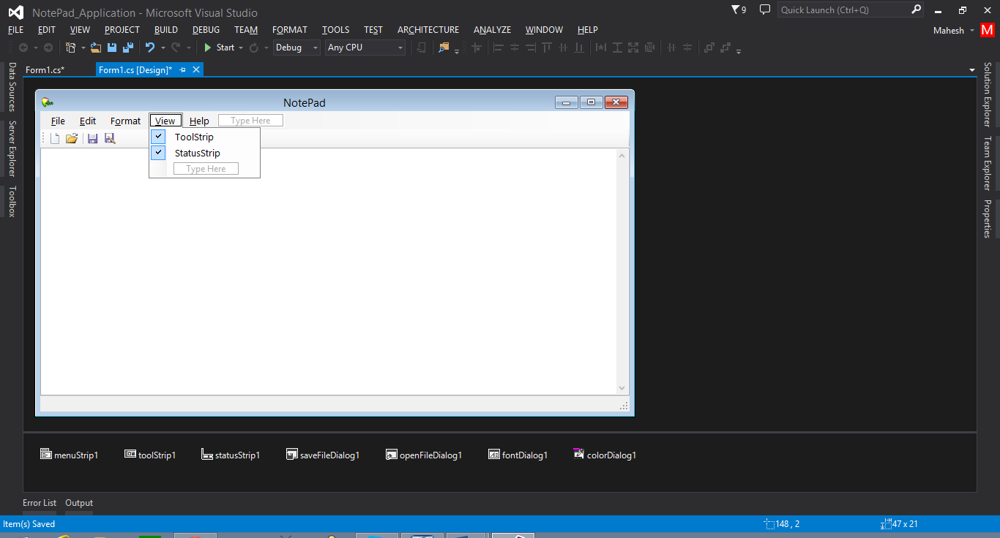 NotePad_Application - Microsoft Visual Studio
9
Quick Launch (Ctrl+Q)
FILE EDIT VIEW PROJECT BUILD DEBUG TEAM FORMAT TOOLS TEST ARCHITECTURE ANALYZE WINDOW HELP
Mahesh M
Start Debug Any CPU
Form1.cs* Form1.cs [Design]*
Data Sources
Server Explorer
Toolbox
NotePad
File Edit Format View Help Type Here
ToolStrip
StatusStrip
Type Here
Solution Explorer
Team Explorer
Properties
menuStrip1 toolStrip1 statusStrip1 saveFileDialog1 openFileDialog1 fontDialog1 colorDialog1
Error List Output
Item(s) Saved 148 , 2 47 x 21